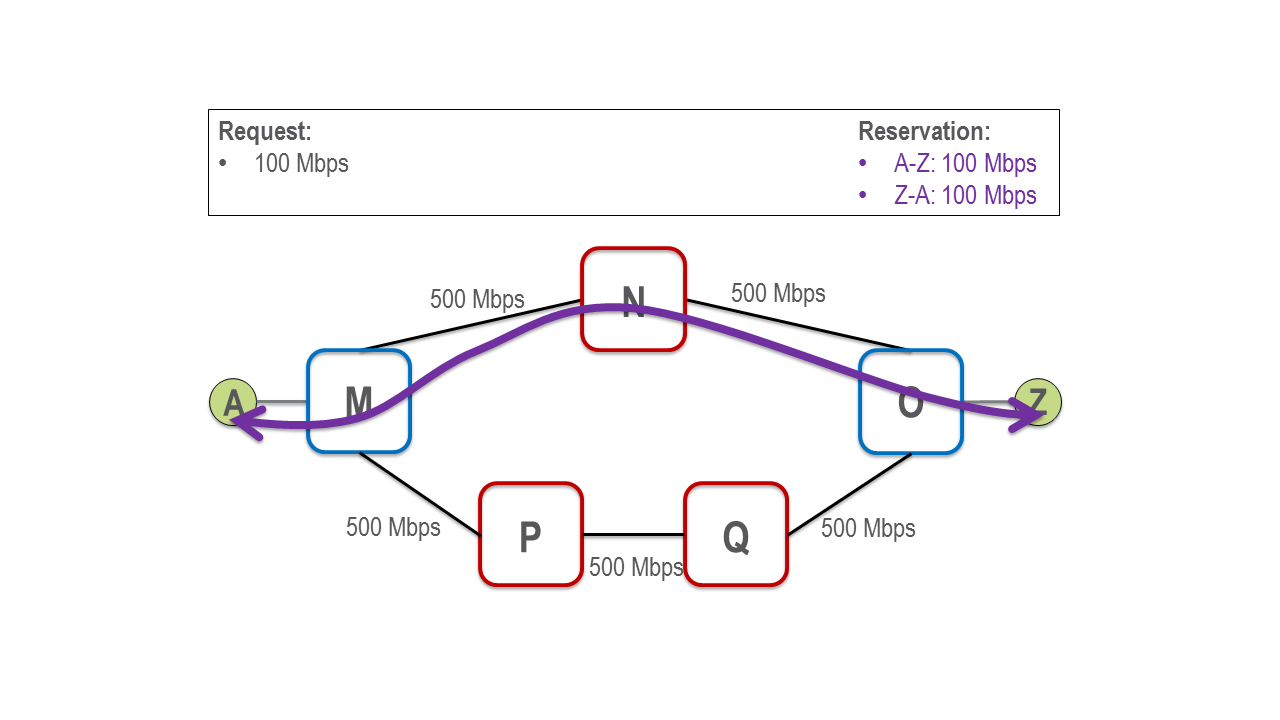 Request:
• 100 Mbps
Reservation:
• A-Z: 100 Mbps
• Z-A: 100 Mbps
N
500 Mbps
500 Mbps
A
M
O
Z
P
Q
500 Mbps
500 Mbps
500 Mbps